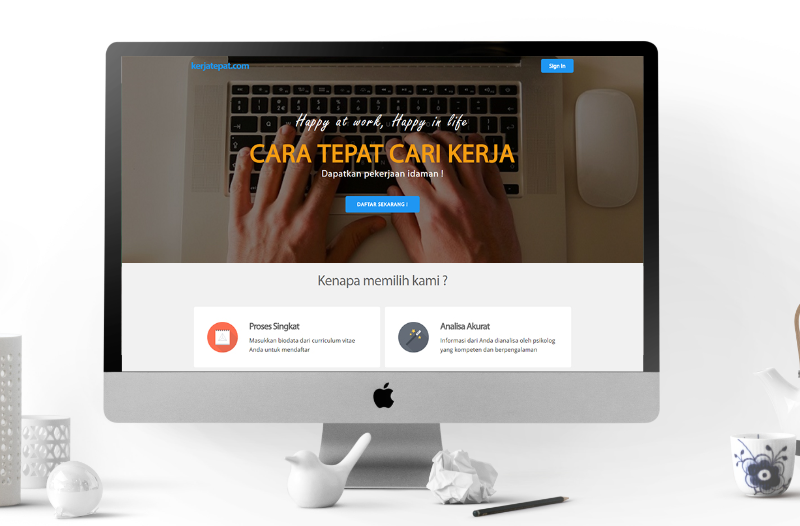 kerjatepat.com
Sign in
Happy at work, Happy in life
CARA TEPAT CARI KERJA
Dapatkan pekerjaan idaman !
DAFTAR SEKARANG !
Kenapa memilih kami ?
Proses Singkat
Masukkan biodata dari curriculum vitae
Anda untuk mendaftar
Analisa Akurat
Informasi dari Anda dianalisa oleh psikolog
yang kompeten dan berpengalaman